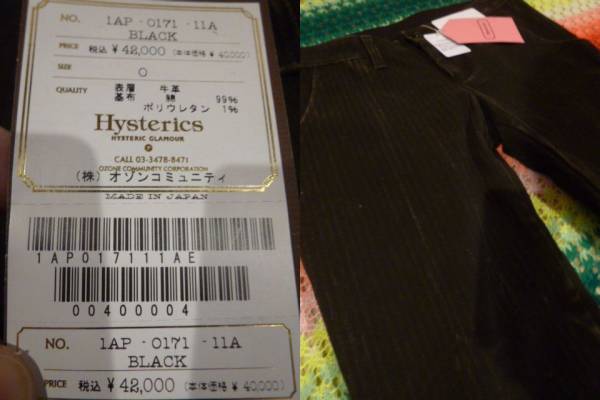 NO. 1AP - 0171 - 11A
BLACK
PRICE 税込 ¥42,000 (本体価格 ¥ 40,000)
SIZE 0
QUALITY 表層 牛革
基布 綿 99%
ポリウレタン 1%
Hysterics
HYSTERIC GLAMOUR
CALL 03-3478-8471
OZONE COMMUNITY CORPORATION
(株)オゾンコミュニティ
MADE IN JAPAN
1AP017111AE
00400004
NO. 1AP - 0171 - 11A
BLACK
PRICE 税込 ¥42,000 (本体価格 ¥ 40,000)